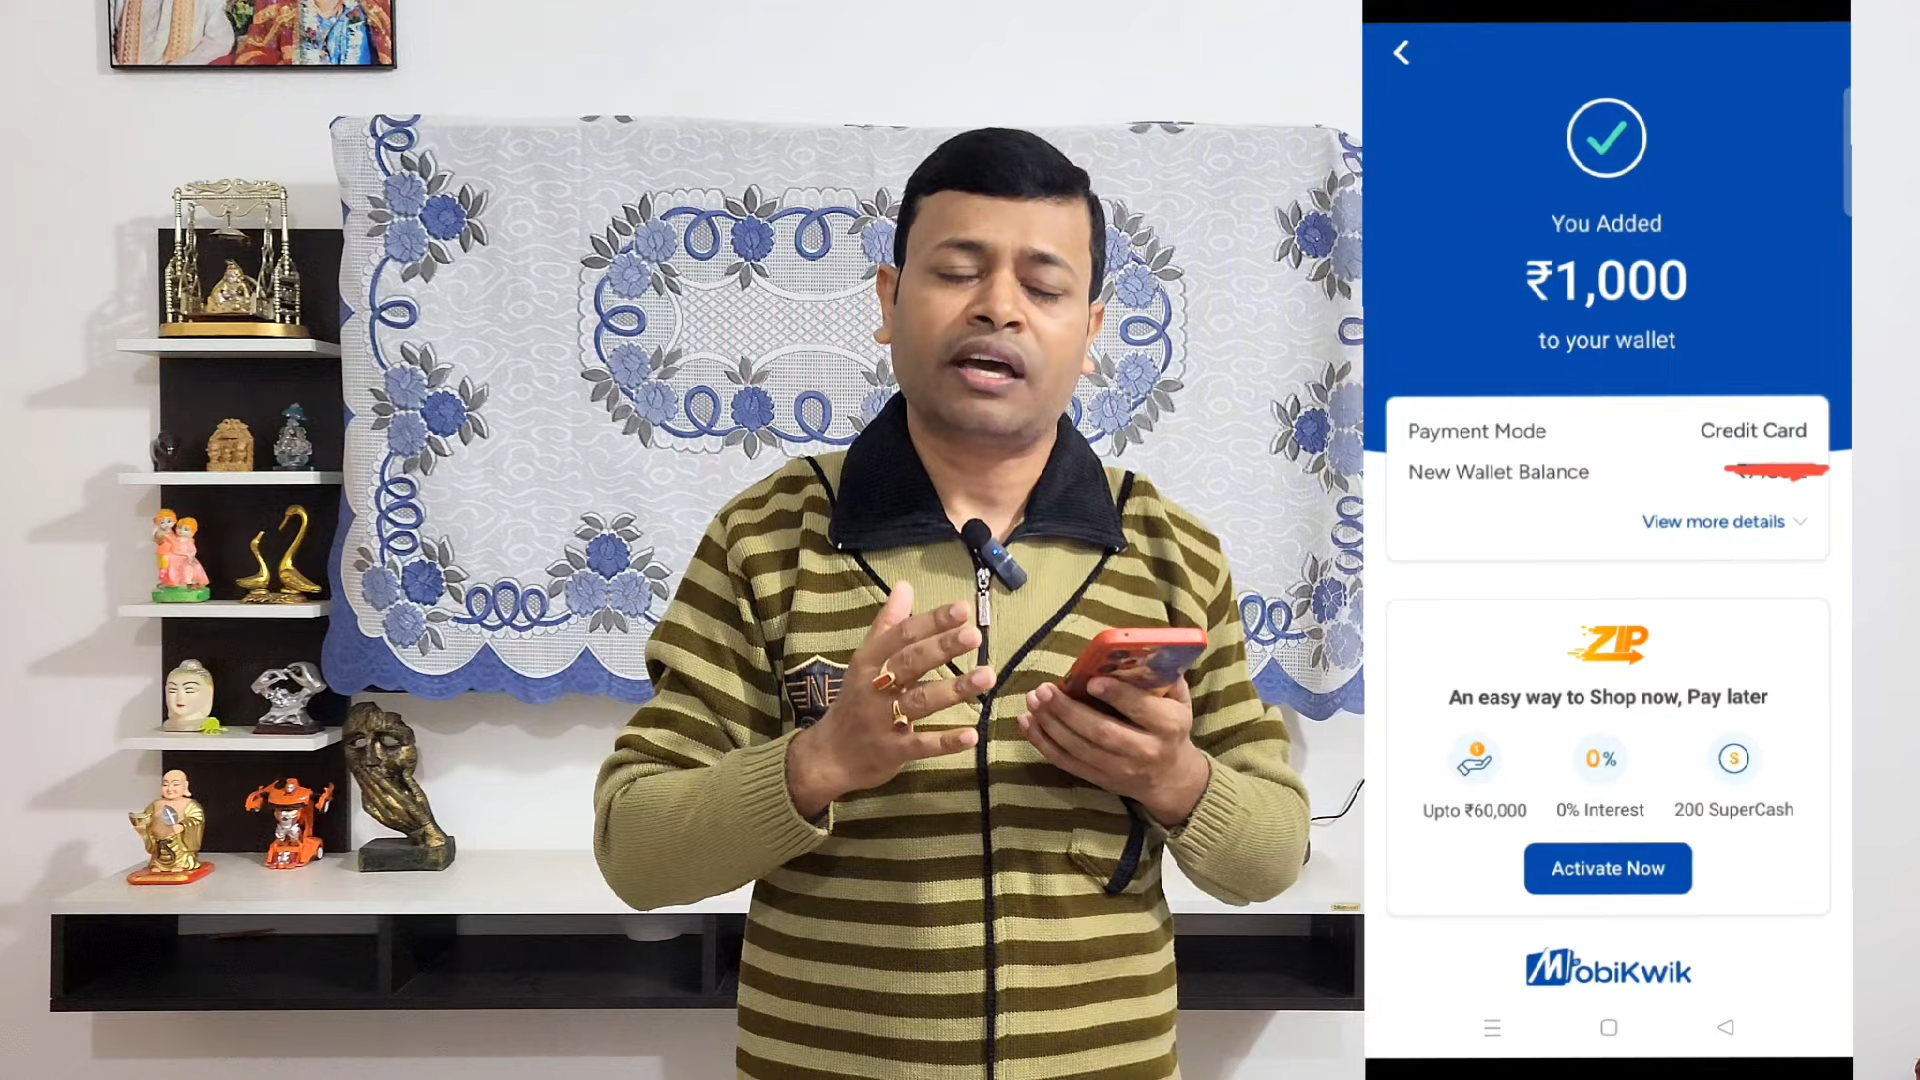 You Added
₹1,000
to your wallet
Payment Mode Credit Card
New Wallet Balance
View more details
ZIP
An easy way to Shop now, Pay later
0%
Upto ₹60,000 0% Interest 200 SuperCash
Activate Now
MobiKwik
N